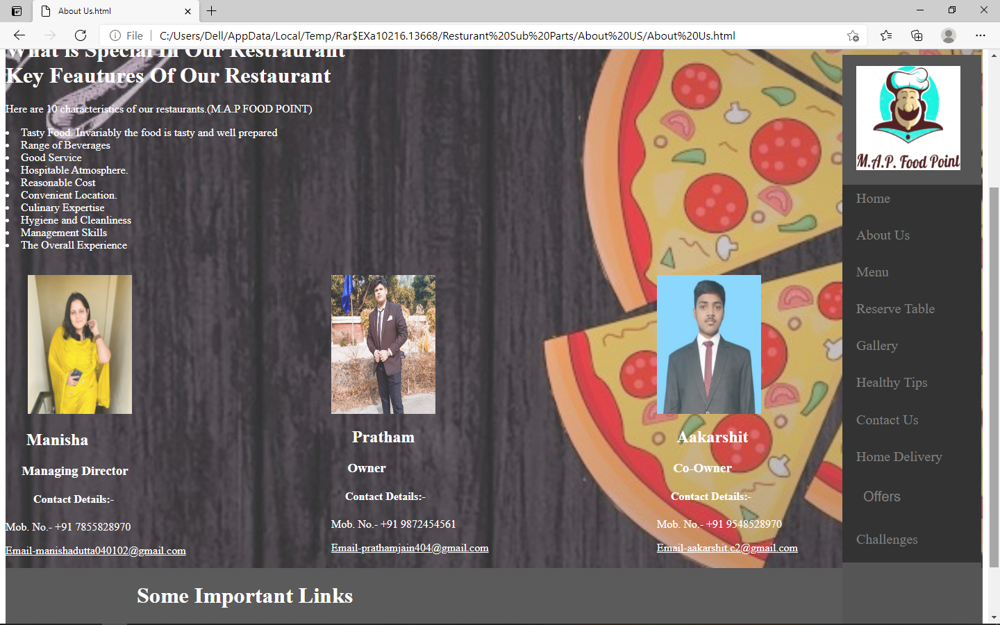 About Us.html
File
C:/Users/Dell/AppData/Local/Temp/Rar$EXa10216.13668/Resturant%20Sub%20Parts/About%20US/About%20Us.html
What is Special In Our Restraurant
Key Feautures Of Our Restaurant
Here are 10 characteristics of our restaurants.(M.A.P FOOD POINT)
Tasty Food. Invariably the food is tasty and well prepared
Range of Beverages
Good Service
Hospitable Atmosphere.
Reasonable Cost
Convenient Location.
Culinary Expertise
Hygiene and Cleanliness
Management Skills
The Overall Experience
Manisha
Managing Director
Contact Details:-
Mob. No.- +91 7855828970
Email-manishadutta040102@gmail.com
Pratham
Owner
Contact Details:-
Mob. No.- +91 9872454561
Email-prathamjain404@gmail.com
Aakarshit
Co-Owner
Contact Details:-
Mob. No.- +91 9548528970
Email-aakarshit.c2@gmail.com
Some Important Links
M.A.P. Food Point
Home
About Us
Menu
Reserve Table
Gallery
Healthy Tips
Contact Us
Home Delivery
Offers
Challenges